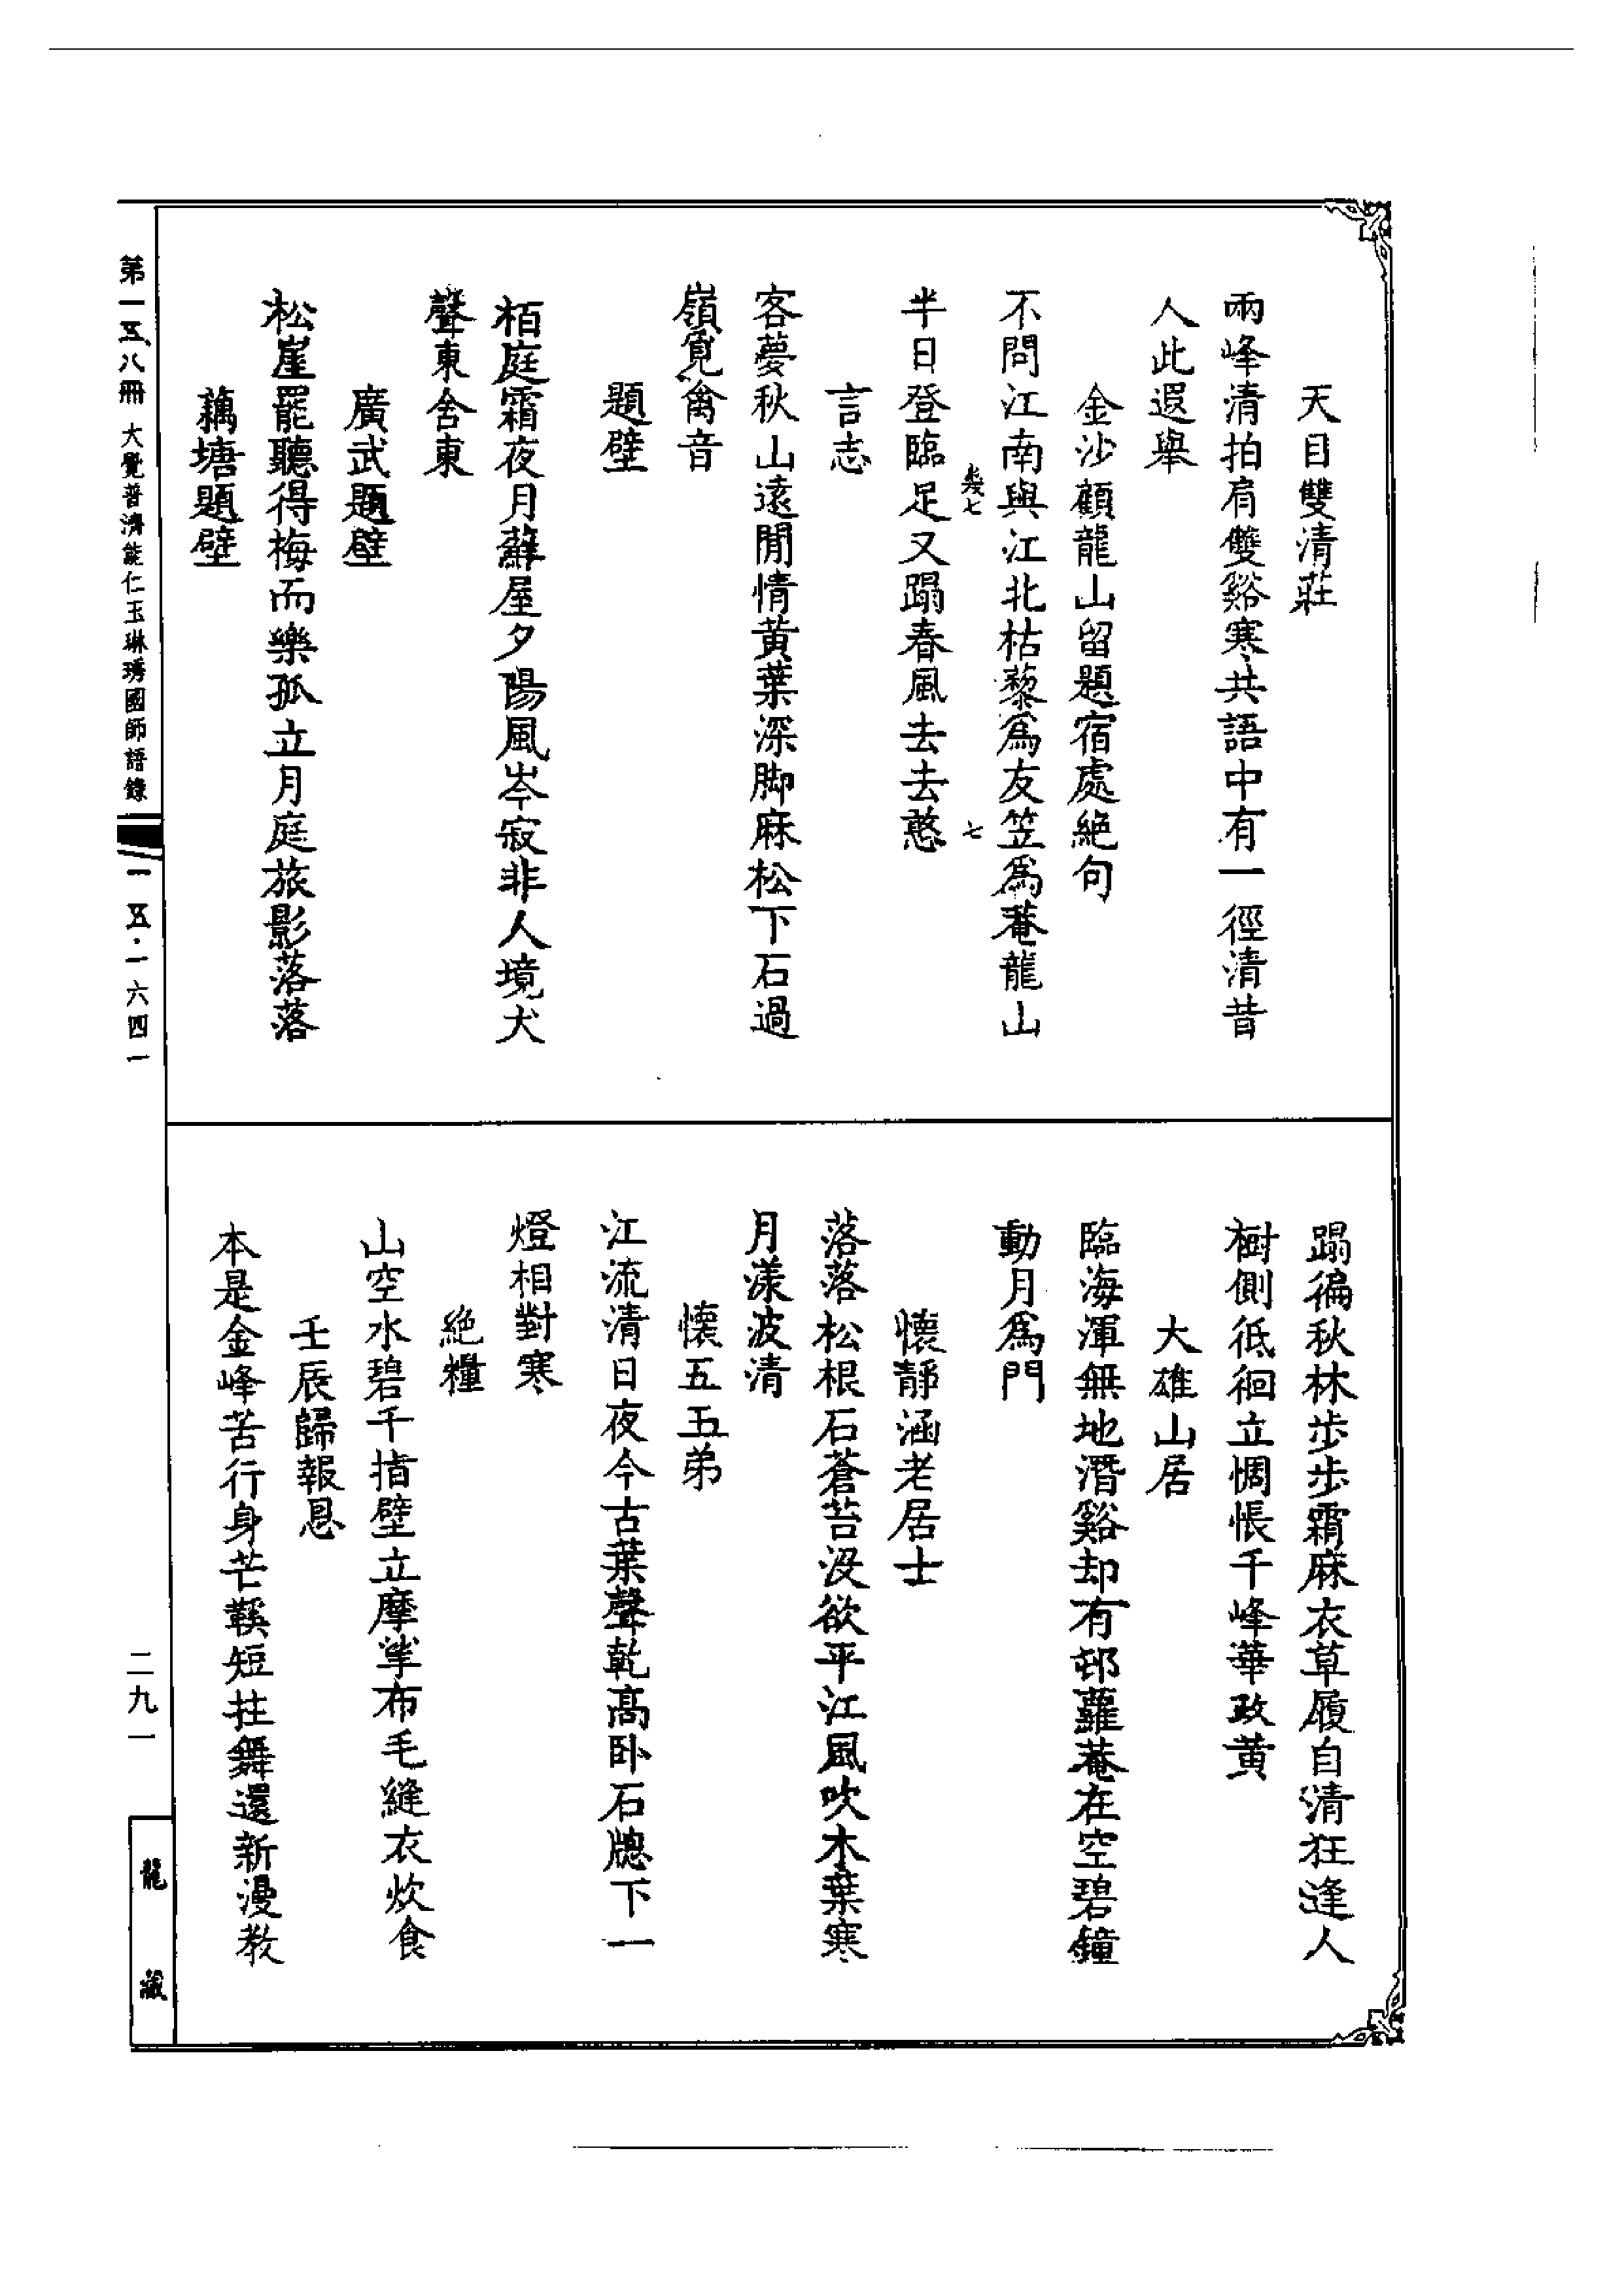 天目雙清莊
兩峰清拍肩雙谿寒共語中有一徑清昔
人此遐舉
金沙顧龍山留題宿處絕句
不問江南與江北枯藜為友笠為菴龍山
七
七
半日登臨足又蹋春風去去憨
言志
客夢秋山遠閒情黃葉深脚麻松下石過
嶺覓禽音
題壁
栢庭霜夜月蘚屋夕陽風岑寂非人境犬
聲東舍東
廣武題壁
松崖罷聽得梅而樂孤立月庭旅影落落
藕塘題壁
蹋徧秋林步步霜麻衣草履自清狂逢人
樹側低徊立惆悵千峰華政黃
大雄山居
臨海渾無地潛谿却有邨蘿菴在空碧鐘
動月為門
懷靜涵老居士
落落松根石蒼苔沒欲平江風吹木葉寒
月漾波清
懷五五弟
江流清日夜今古葉聲乾高卧石牕下一
燈相對寒
絕糧
山空水碧千指壁立摩挲布毛縫衣炊食
壬辰歸報恩
本是金峰苦行身芒鞵短拄舞還新漫教
第一五八冊 大覺普濟能仁玉琳琇國師語錄
一五·一六四一
二九一
龍藏